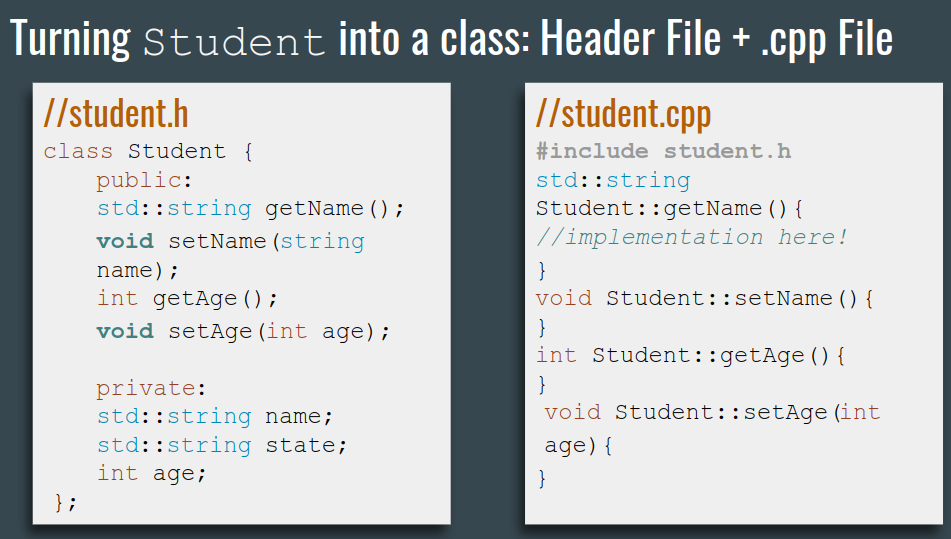 Turning Student into a class: Header File + .cpp File
//student.h
class Student {
public:
std::string getName();
void setName(string
name);
int getAge();
void setAge(int age);
private:
std::string name;
std::string state;
int age;
};
//student.cpp
#include student.h
std::string
Student::getName(){
//implementation here!
}
void Student::setName(){
}
int Student::getAge(){
}
void Student::setAge(int
age){
}